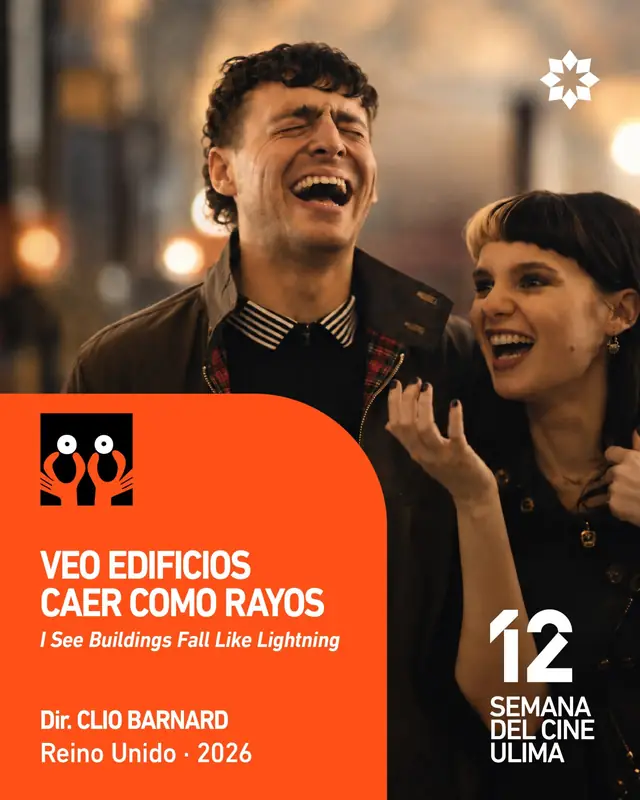 VEO EDIFICIOS
CAER COMO RAYOS
I See Buildings Fall Like Lightning
Dir. CLIO BARNARD
Reino Unido · 2026
12
SEMANA
DEL CINE
ULIMA